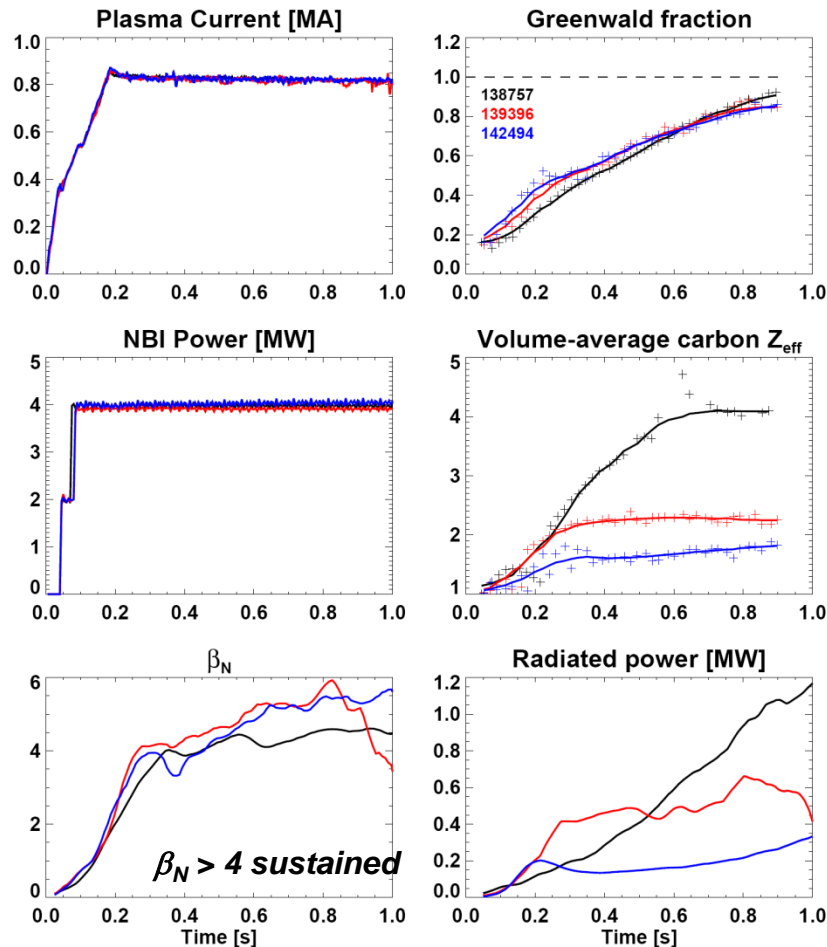 Plasma Current [MA]
1.0
0.8
0.6
0.4
0.2
0.0
0.0 0.2 0.4 0.6 0.8 1.0
Greenwald fraction
1.2
1.0
138757
139396
142494
0.8
0.6
0.4
0.2
0.0
0.0 0.2 0.4 0.6 0.8 1.0
NBI Power [MW]
5
4
3
2
1
0
0.0 0.2 0.4 0.6 0.8 1.0
Volume-average carbon Zeff
5
4
3
2
1
0.0 0.2 0.4 0.6 0.8 1.0
βN
6
4
2
0
βN > 4 sustained
0.0 0.2 0.4 0.6 0.8 1.0
Time [s]
Radiated power [MW]
1.2
1.0
0.8
0.6
0.4
0.2
0.0
0.0 0.2 0.4 0.6 0.8 1.0
Time [s]